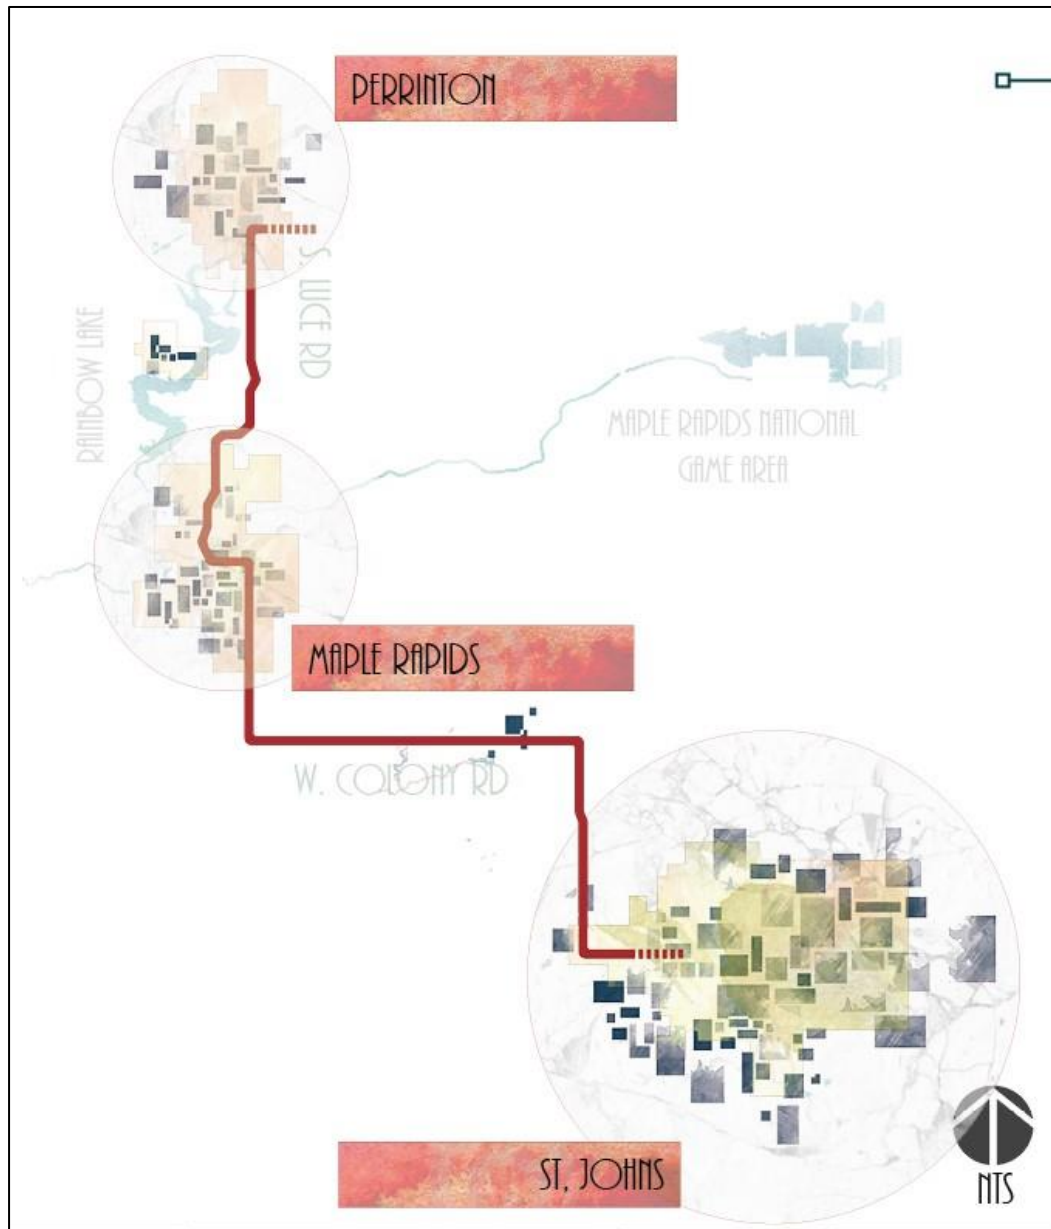 PERRINTON
S. LUCE RD
RAINBOW LAKE
MAPLE RAPIDS NATIONAL
GAME AREA
MAPLE RAPIDS
W. COLONY RD
ST, JOHNS
NTS